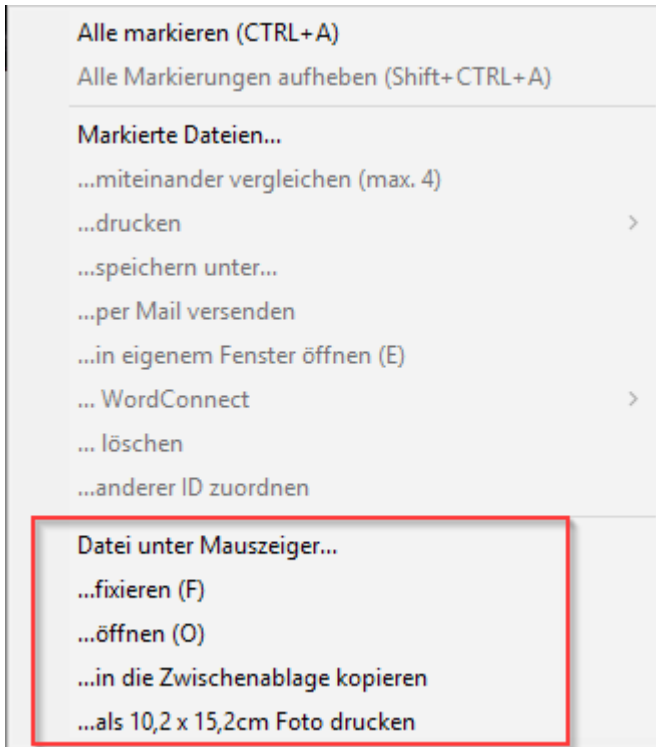 Alle markieren (CTRL+A)
Alle Markierungen aufheben (Shift+CTRL+A)
Markierte Dateien...
...miteinander vergleichen (max. 4)
...drucken
...speichern unter...
...per Mail versenden
...in eigenem Fenster öffnen (E)
... WordConnect
... löschen
...anderer ID zuordnen
Datei unter Mauszeiger...
...fixieren (F)
...öffnen (O)
...in die Zwischenablage kopieren
...als 10,2 x 15,2cm Foto drucken